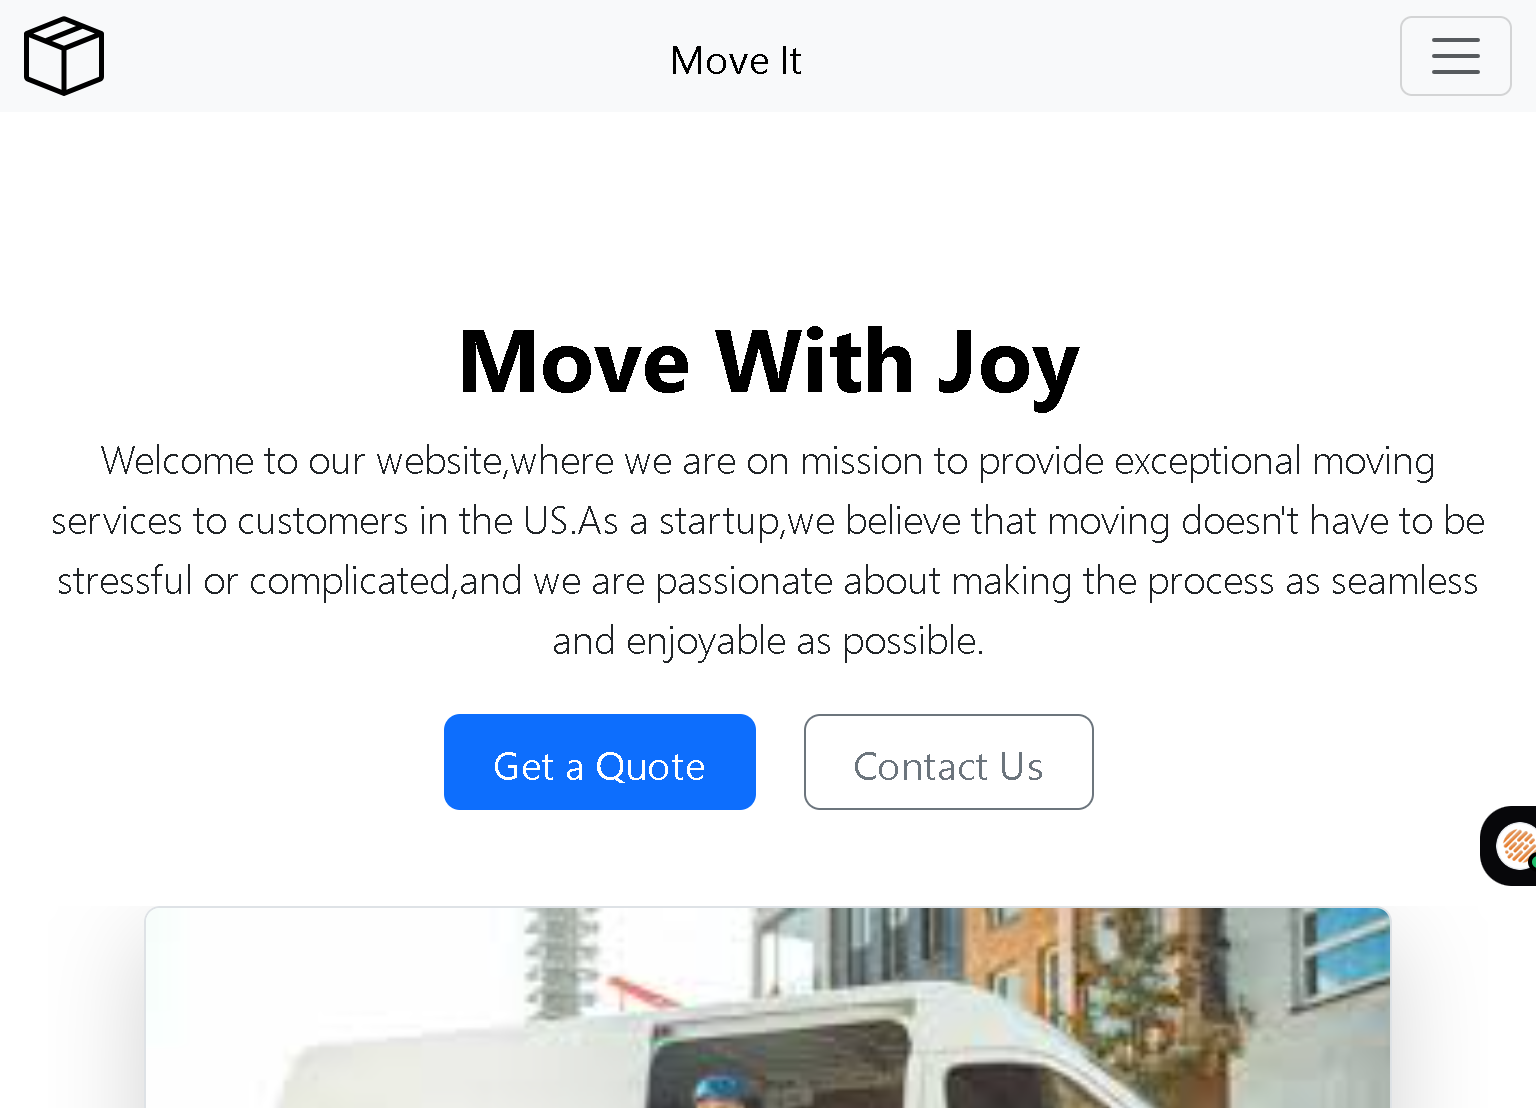 Move It
Move With Joy
Welcome to our website,where we are on mission to provide exceptional moving
services to customers in the US.As a startup,we believe that moving doesn't have to be
stressful or complicated,and we are passionate about making the process as seamless
and enjoyable as possible.
Get a Quote
Contact Us